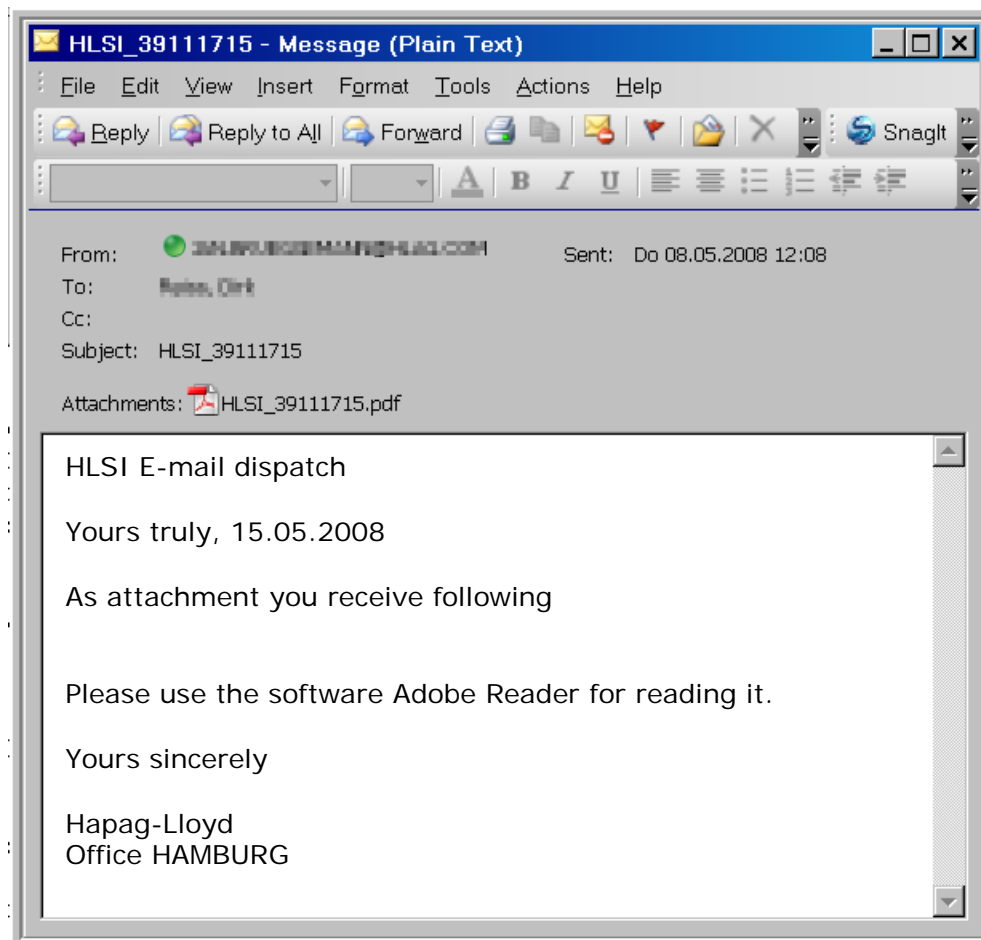 HLSI_39111715 - Message (Plain Text)
File Edit View Insert Format Tools Actions Help
Reply Reply to All Forward SnagIt
A B I U
From: Sent: Do 08.05.2008 12:08
To:
Cc:
Subject: HLSI_39111715
Attachments: HLSI_39111715.pdf
HLSI E-mail dispatch
Yours truly, 15.05.2008
As attachment you receive following
Please use the software Adobe Reader for reading it.
Yours sincerely
Hapag-Lloyd
Office HAMBURG